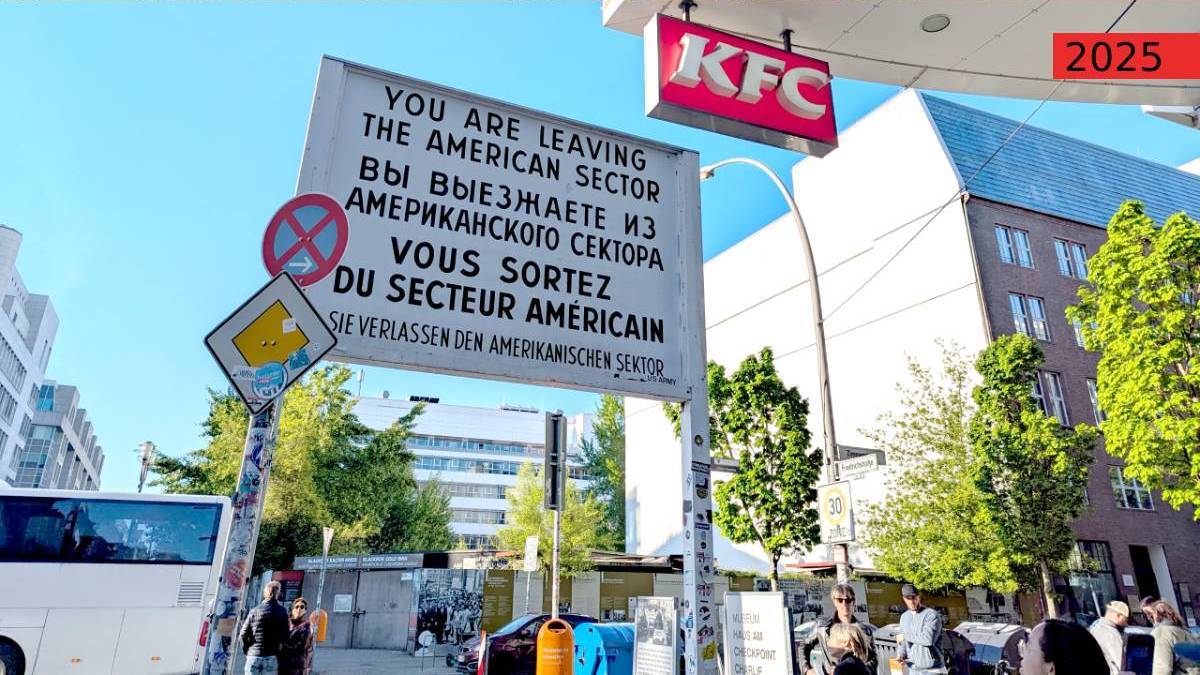 2025
KFC
YOU ARE LEAVING
THE AMERICAN SECTOR
ВЫ ВЫЕЗЖАЕТЕ ИЗ
АМЕРИКАНСКОГО СЕКТОРА
VOUS SORTEZ
DU SECTEUR AMÉRICAIN
SIE VERLASSEN DEN AMERIKANISCHEN SEKTOR
US ARMY
Friedrichstraße
30
MUSEUM
HAUS AM
CHECKPOINT
CHARLIE